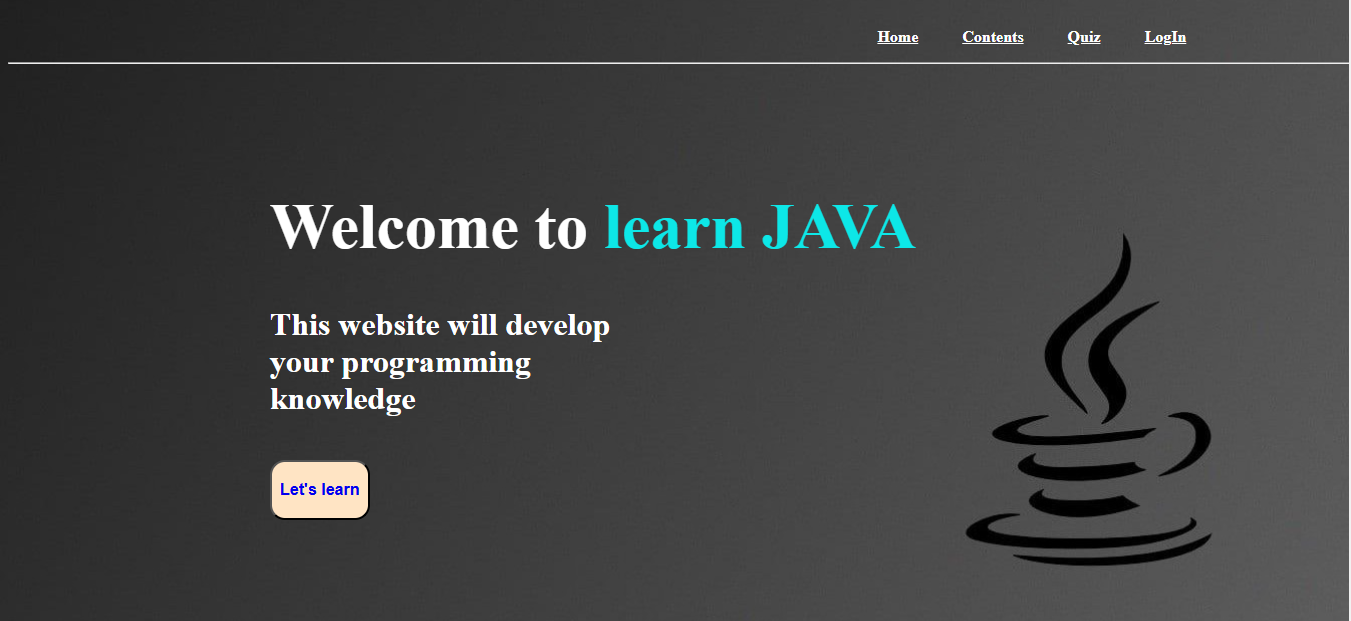 Home Contents Quiz LogIn
Welcome to learn JAVA
This website will develop
your programming
knowledge
Let's learn